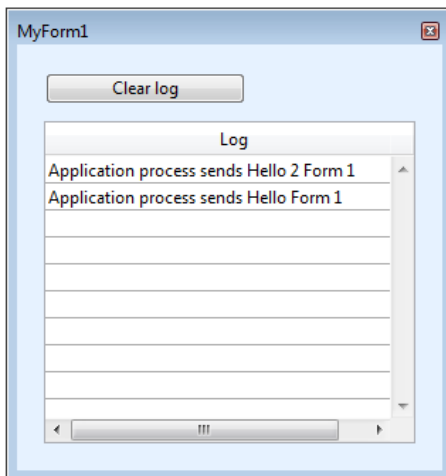 MyForm1
Clear log
Log
Application process sends Hello 2 Form 1
Application process sends Hello Form 1